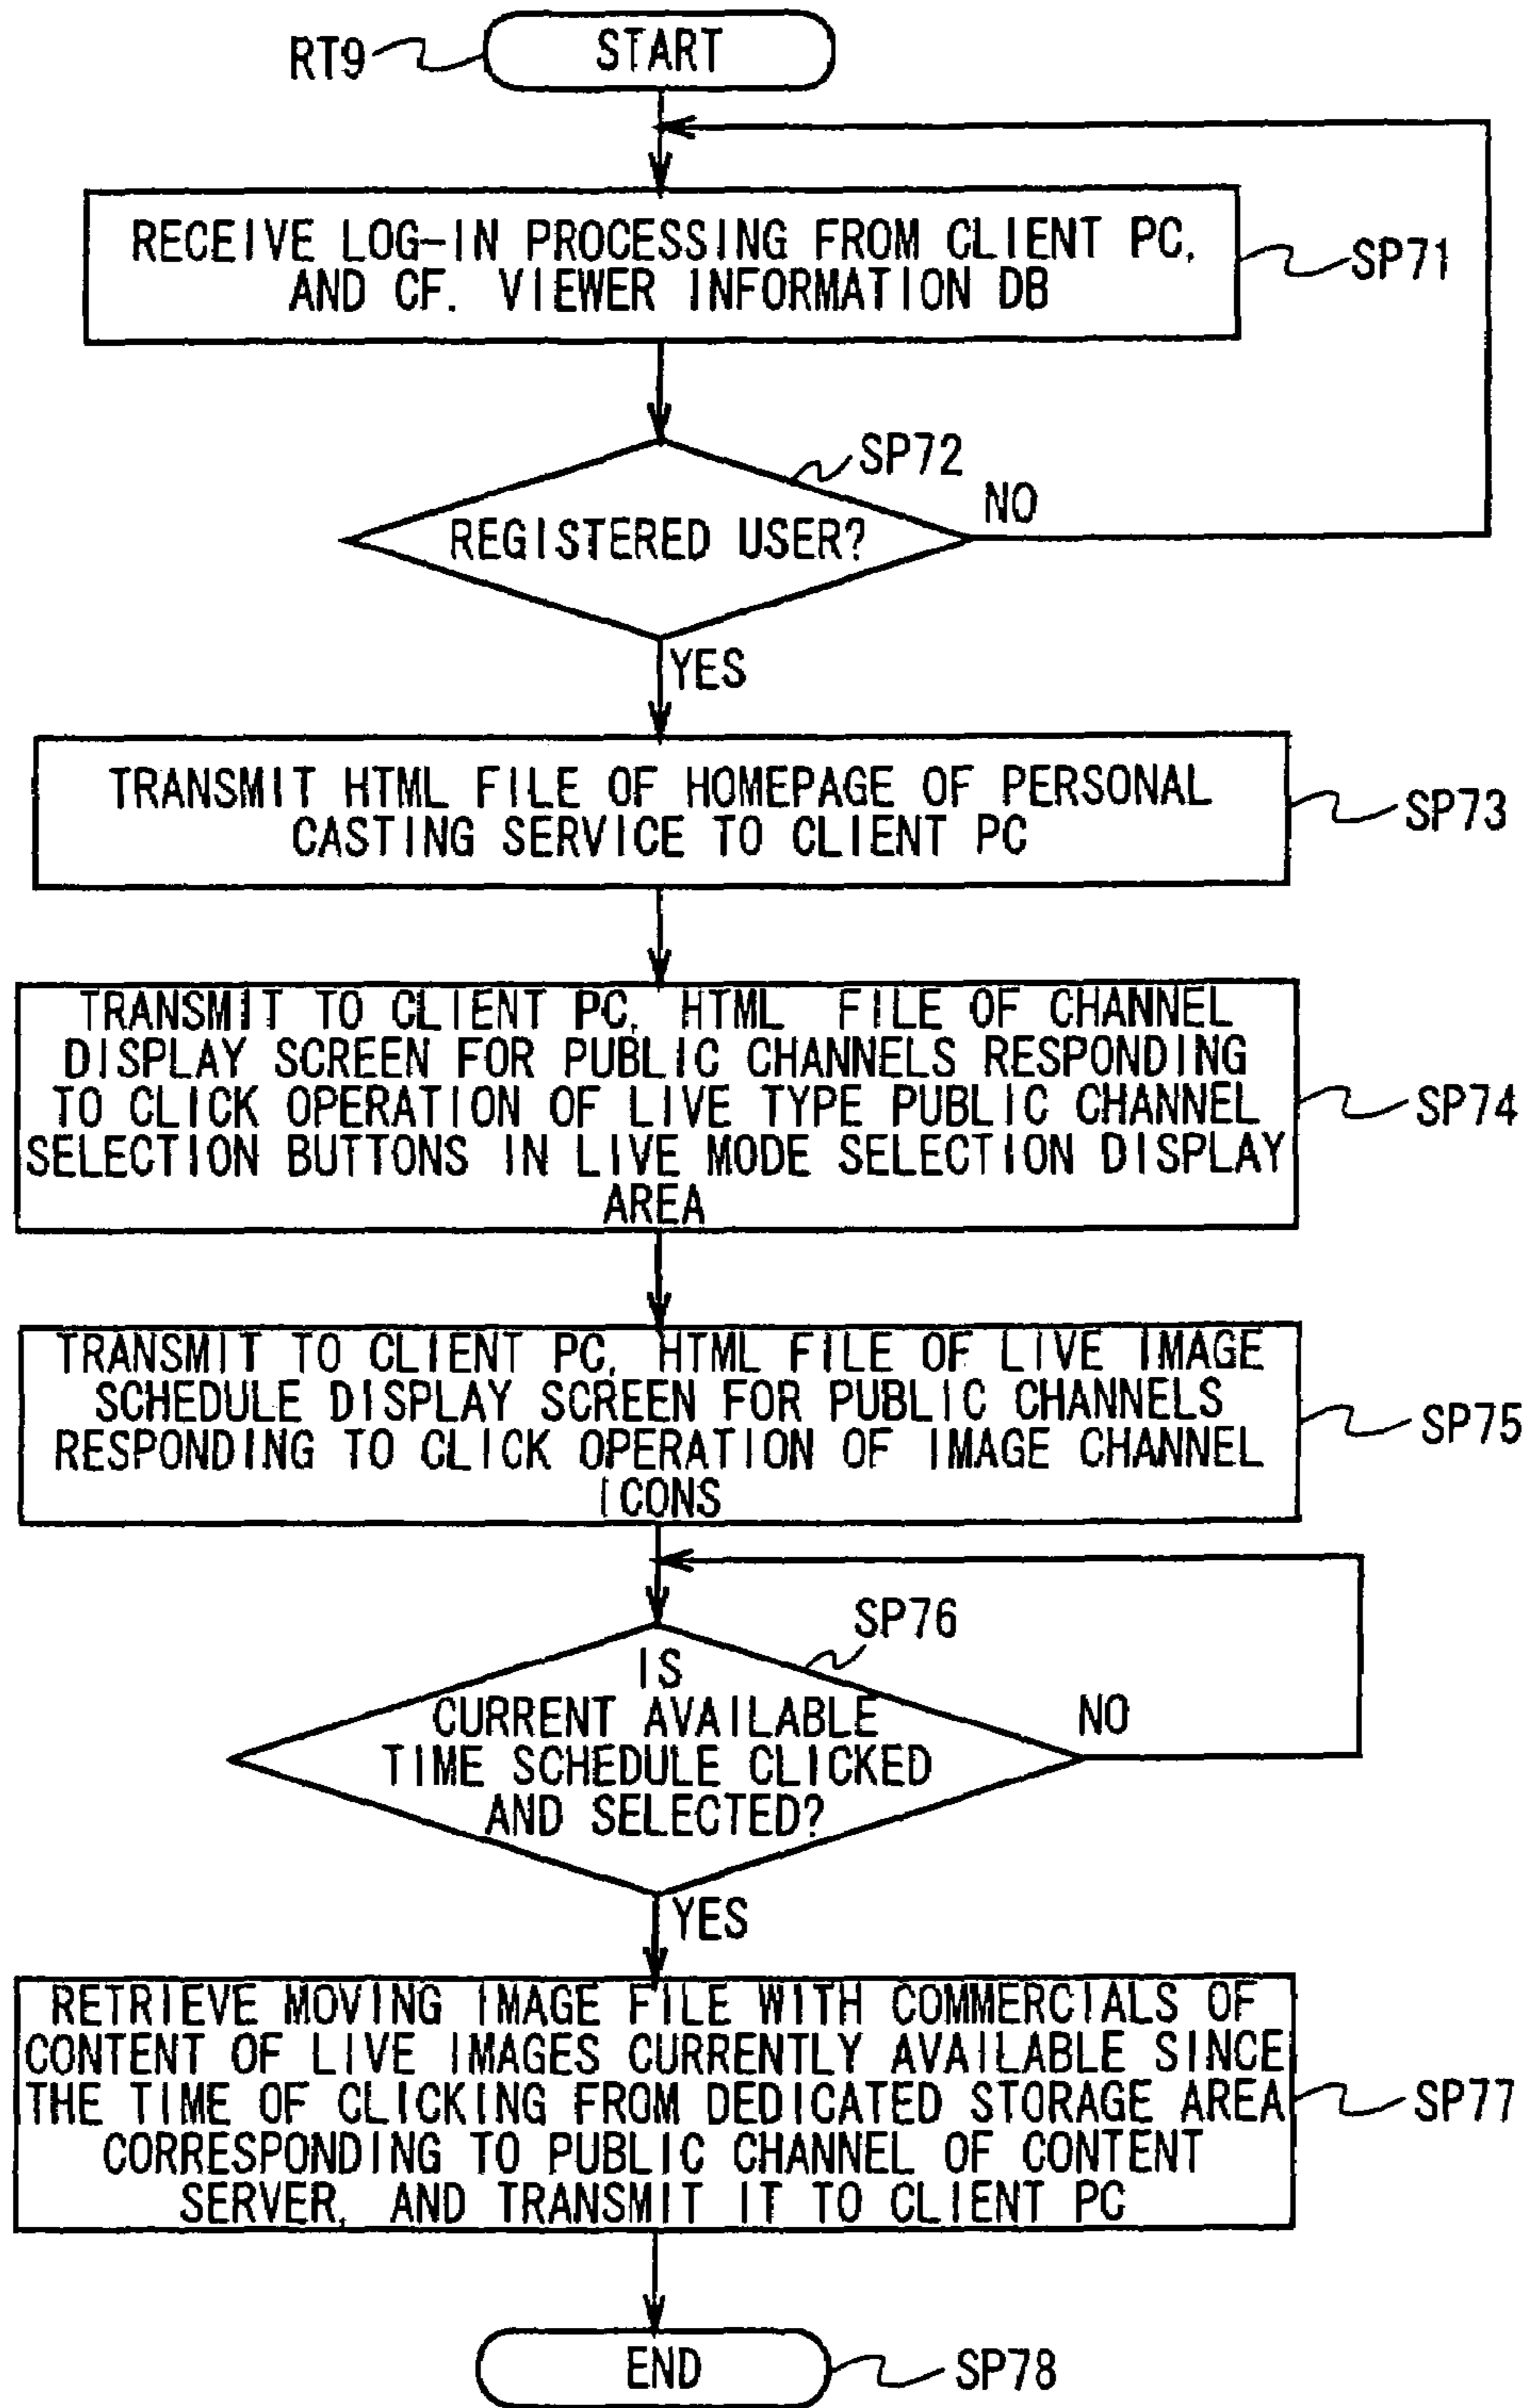 RT9
START
RECEIVE LOG-IN PROCESSING FROM CLIENT PC,
AND CF. VIEWER INFORMATION DB
SP71
SP72
REGISTERED USER?
NO
YES
TRANSMIT HTML FILE OF HOMEPAGE OF PERSONAL
CASTING SERVICE TO CLIENT PC
SP73
TRANSMIT TO CLIENT PC, HTML FILE OF CHANNEL
DISPLAY SCREEN FOR PUBLIC CHANNELS RESPONDING
TO CLICK OPERATION OF LIVE TYPE PUBLIC CHANNEL
SELECTION BUTTONS IN LIVE MODE SELECTION DISPLAY
AREA
SP74
TRANSMIT TO CLIENT PC, HTML FILE OF LIVE IMAGE
SCHEDULE DISPLAY SCREEN FOR PUBLIC CHANNELS
RESPONDING TO CLICK OPERATION OF IMAGE CHANNEL
ICONS
SP75
SP76
IS
CURRENT AVAILABLE
TIME SCHEDULE CLICKED
AND SELECTED?
NO
YES
RETRIEVE MOVING IMAGE FILE WITH COMMERCIALS OF
CONTENT OF LIVE IMAGES CURRENTLY AVAILABLE SINCE
THE TIME OF CLICKING FROM DEDICATED STORAGE AREA
CORRESPONDING TO PUBLIC CHANNEL OF CONTENT
SERVER, AND TRANSMIT IT TO CLIENT PC
SP77
END
SP78